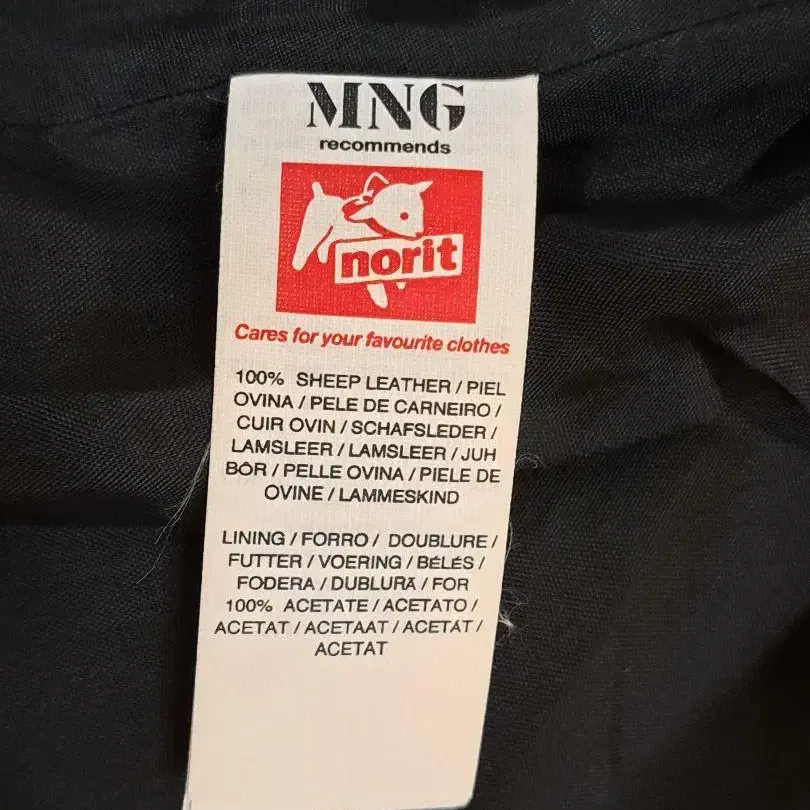 MNG
recommends
norit
Cares for your favourite clothes
100% SHEEP LEATHER / PIEL
OVINA / PELE DE CARNEIRO /
CUIR OVIN / SCHAFSLEDER /
LAMSLEER / LAMSLEER / JUH
BÖR / PELLE OVINA / PIELE DE
OVINE / LAMMESKIND
LINING / FORRO / DOUBLURE /
FUTTER / VOERING / BÉLÉS /
FODERA / DUBLURĂ / FOR
100% ACETATE / ACETATO /
ACETAT / ACETAAT / ACETAT /
ACETAT